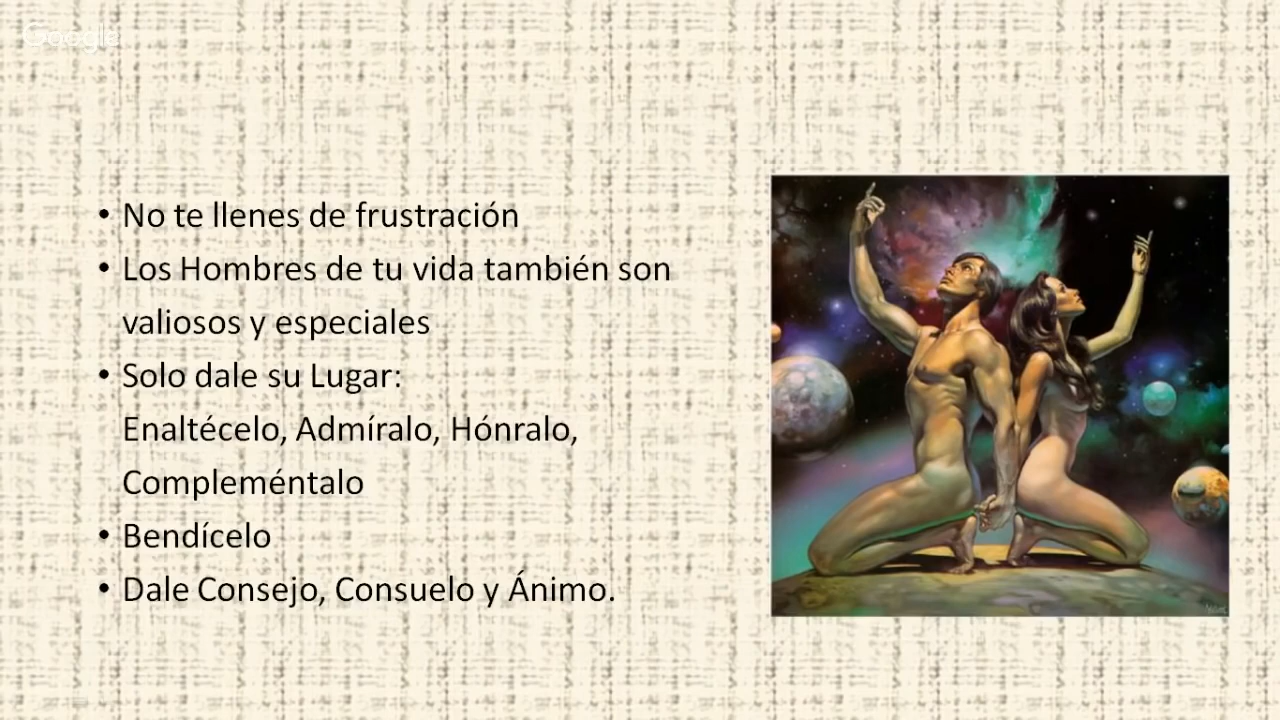 Google
• No te llenes de frustración
• Los Hombres de tu vida también son
valiosos y especiales
• Solo dale su Lugar:
Enaltécelo, Admíralo, Hónralo,
Compleméntalo
• Bendícelo
• Dale Consejo, Consuelo y Ánimo.